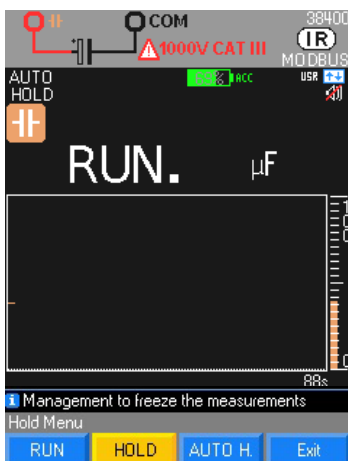 COM
38400
1000V CAT III
IR
MODBUS
AUTO
ACC
USR
HOLD
RUN.
µF
88s
Management to freeze the measurements
Hold Menu
RUN HOLD AUTO H. Exit